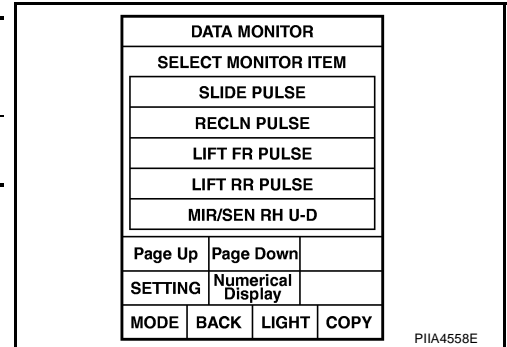 DATA MONITOR
SELECT MONITOR ITEM
SLIDE PULSE
RECLN PULSE
LIFT FR PULSE
LIFT RR PULSE
MIR/SEN RH U-D
Page Up Page Down
SETTING Numerical Display
MODE BACK LIGHT COPY
PIIA4558E